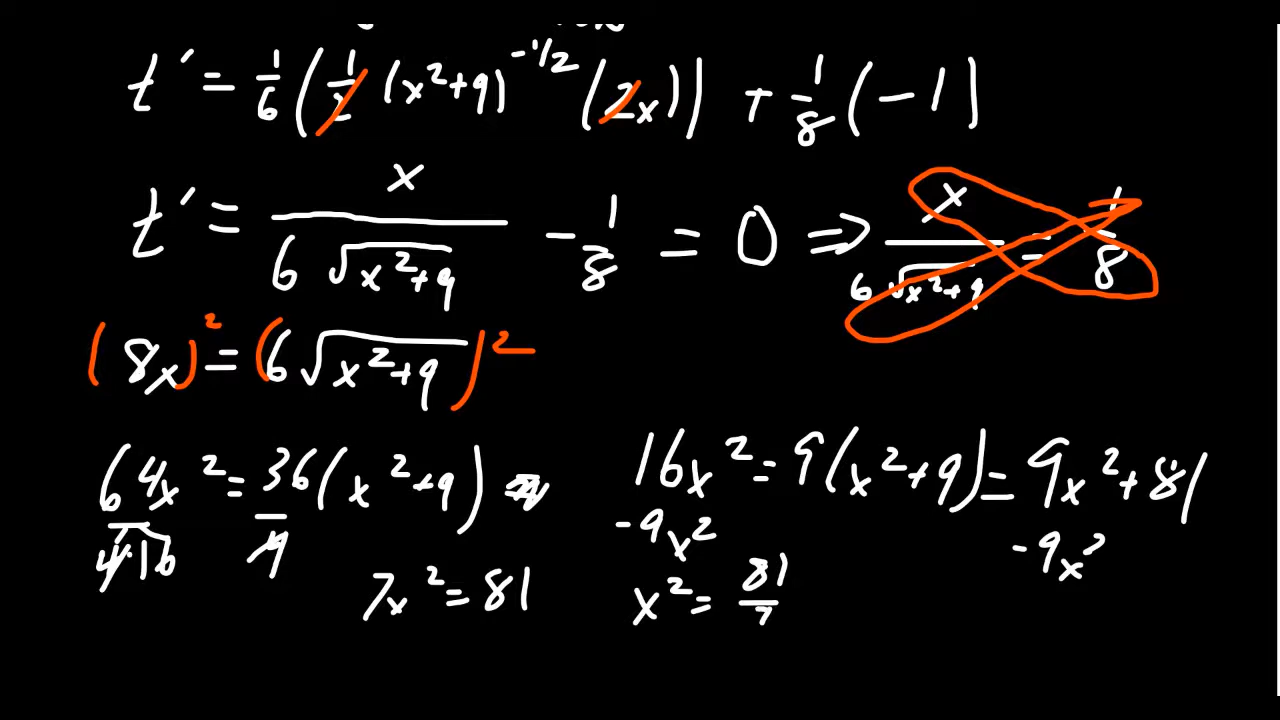 t′ = 1/6 (1/2 (x²+9)^-1/2 (2x)) + 1/8 (-1)
t′ = x / 6√(x²+9) - 1/8 = 0 ⇒ x / 6√(x²+9) = 1/8
(8x)² = (6√(x²+9))²
64x² = 36(x²+9)
16x² = 9(x²+9) = 9x²+81
4·16
-9x²
-9x²
7x² = 81
x² = 81/7